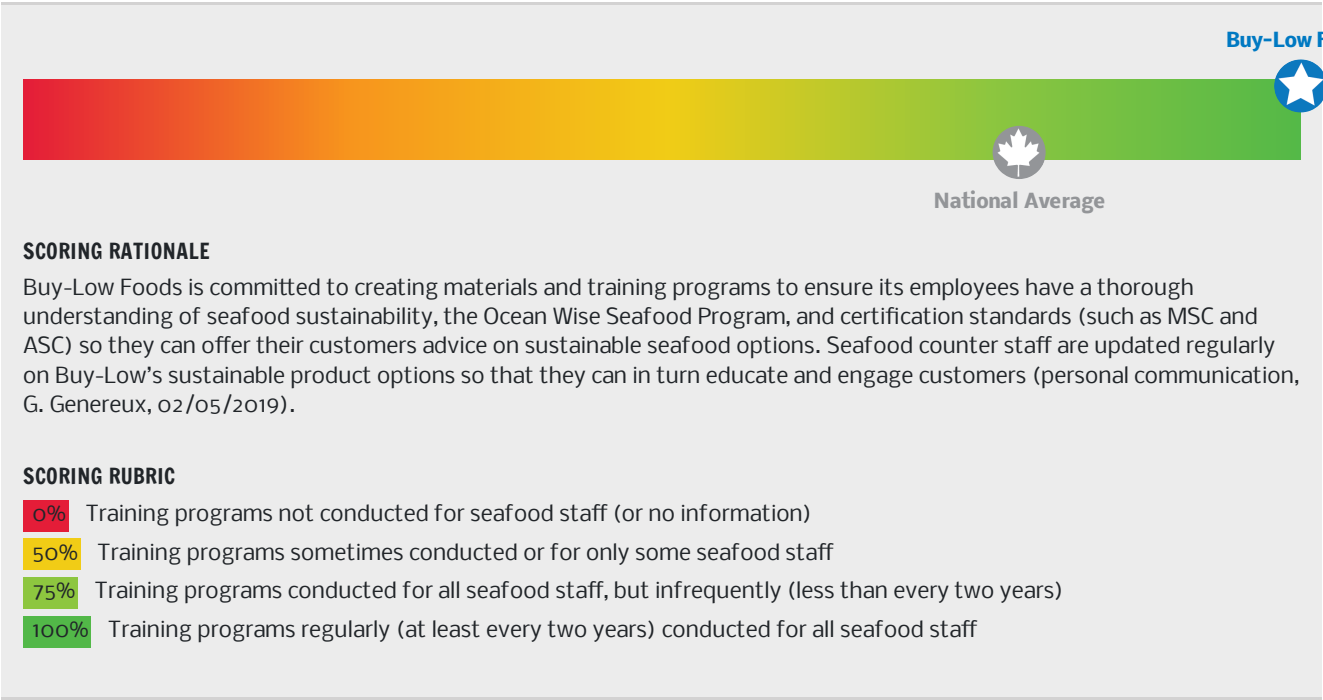 Buy-Low F
National Average
SCORING RATIONALE
Buy-Low Foods is committed to creating materials and training programs to ensure its employees have a thorough
understanding of seafood sustainability, the Ocean Wise Seafood Program, and certification standards (such as MSC and
ASC) so they can offer their customers advice on sustainable seafood options. Seafood counter staff are updated regularly
on Buy-Low's sustainable product options so that they can in turn educate and engage customers (personal communication,
G. Genereux, 02/05/2019).
SCORING RUBRIC
0% Training programs not conducted for seafood staff (or no information)
50% Training programs sometimes conducted or for only some seafood staff
75% Training programs conducted for all seafood staff, but infrequently (less than every two years)
100% Training programs regularly (at least every two years) conducted for all seafood staff